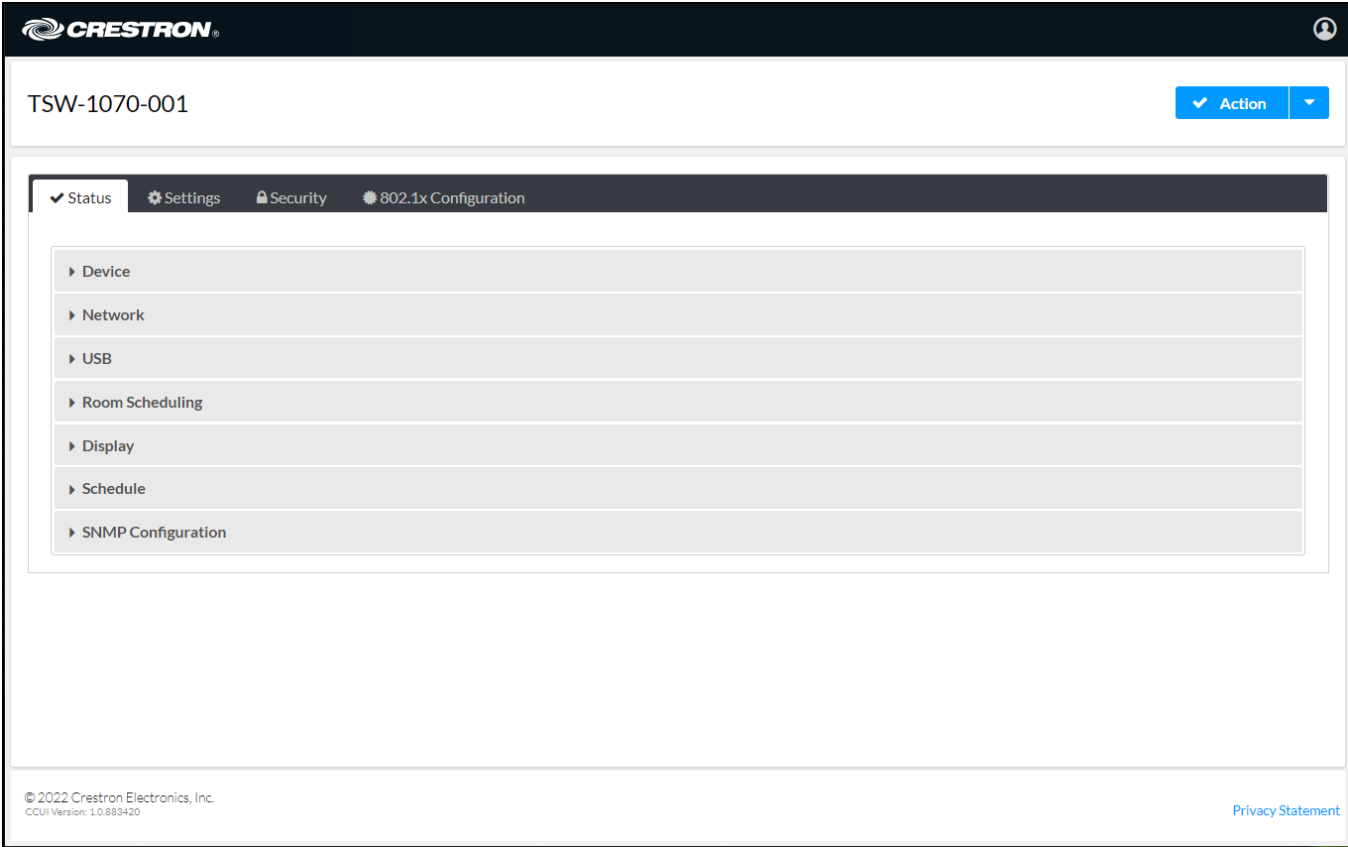 CRESTRON®
TSW-1070-001
Action
Status Settings Security 802.1x Configuration
Device
Network
USB
Room Scheduling
Display
Schedule
SNMP Configuration
© 2022 Crestron Electronics, Inc.
CCUI Version: 1.0.883420
Privacy Statement